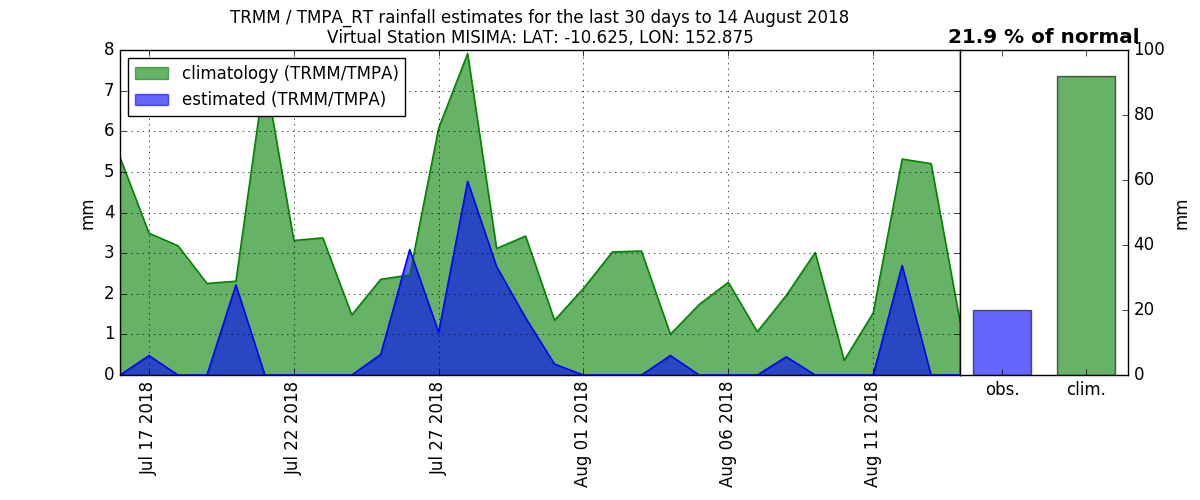 TRMM / TMPA_RT rainfall estimates for the last 30 days to 14 August 2018
Virtual Station MISIMA: LAT: -10.625, LON: 152.875
21.9 % of normal
climatology (TRMM/TMPA)
estimated (TRMM/TMPA)
8
7
6
5
4
3
2
1
0
mm
Jul 17 2018
Jul 22 2018
Jul 27 2018
Aug 01 2018
Aug 06 2018
Aug 11 2018
100
80
60
40
20
0
mm
obs.
clim.